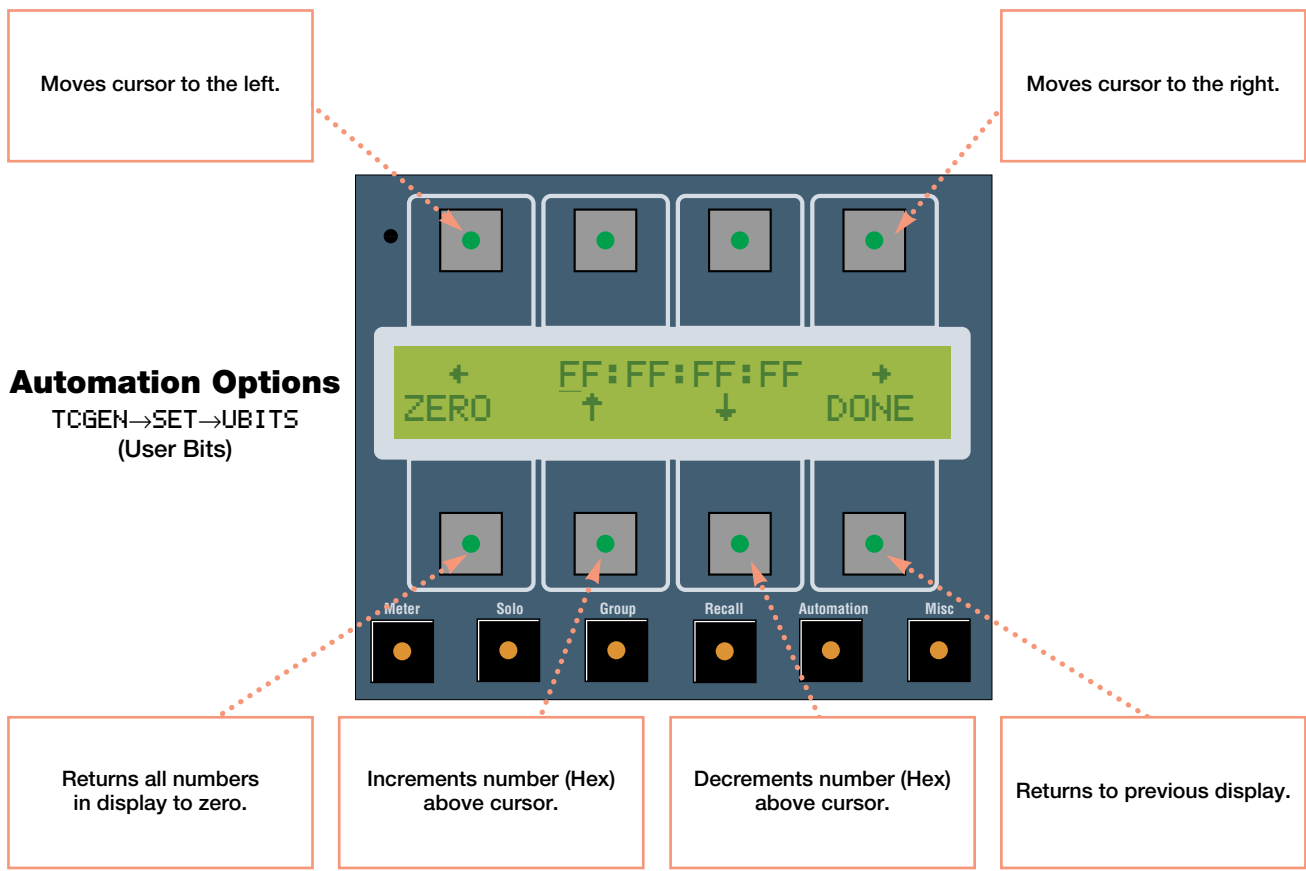 Moves cursor to the left.
Moves cursor to the right.
Automation Options
TCGEN→SET→UBITS
(User Bits)
← FF:FF:FF:FF →
ZERO ↑ ↓ DONE
Meter Solo Group Recall Automation Misc
Returns all numbers
in display to zero.
Increments number (Hex)
above cursor.
Decrements number (Hex)
above cursor.
Returns to previous display.